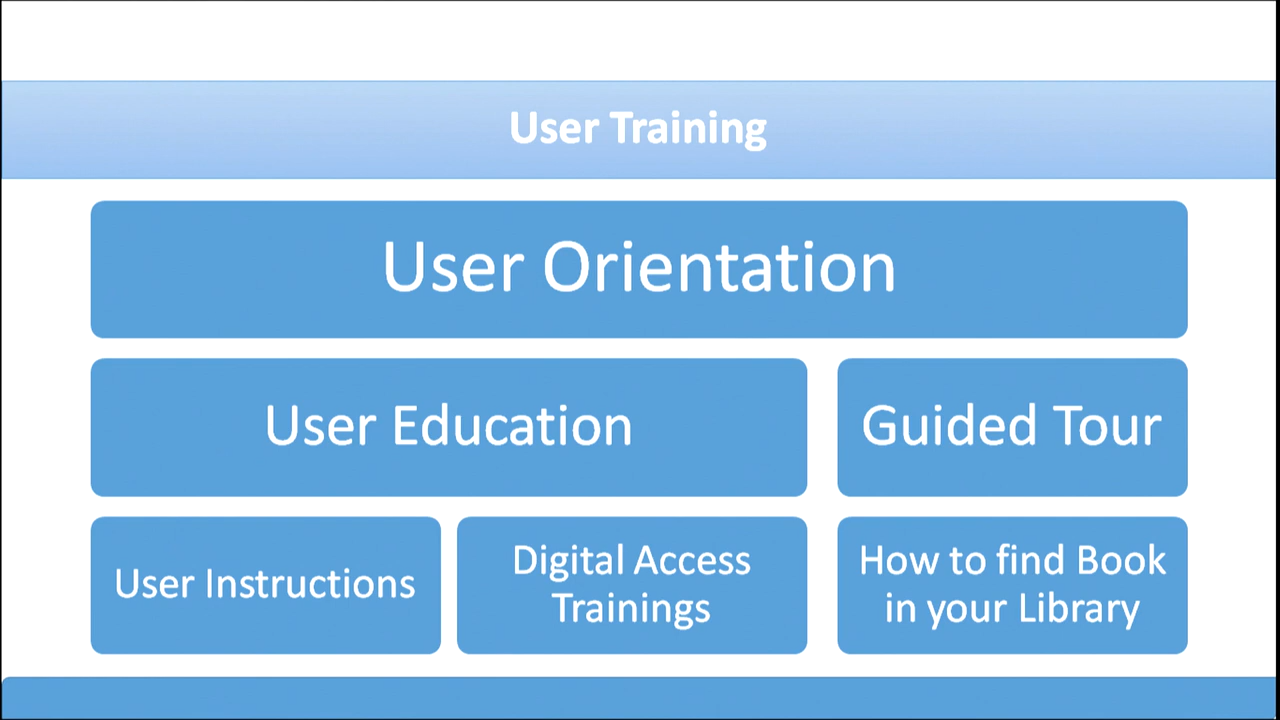 User Training
User Orientation
User Education
Guided Tour
User Instructions
Digital Access
Trainings
How to find Book
in your Library